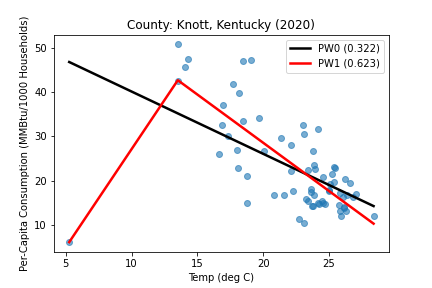 County: Knott, Kentucky (2020)
PW0 (0.322)
PW1 (0.623)
Per-Capita Consumption (MMBtu/1000 Households)
50
40
30
20
10
5
10
15
20
25
Temp (deg C)